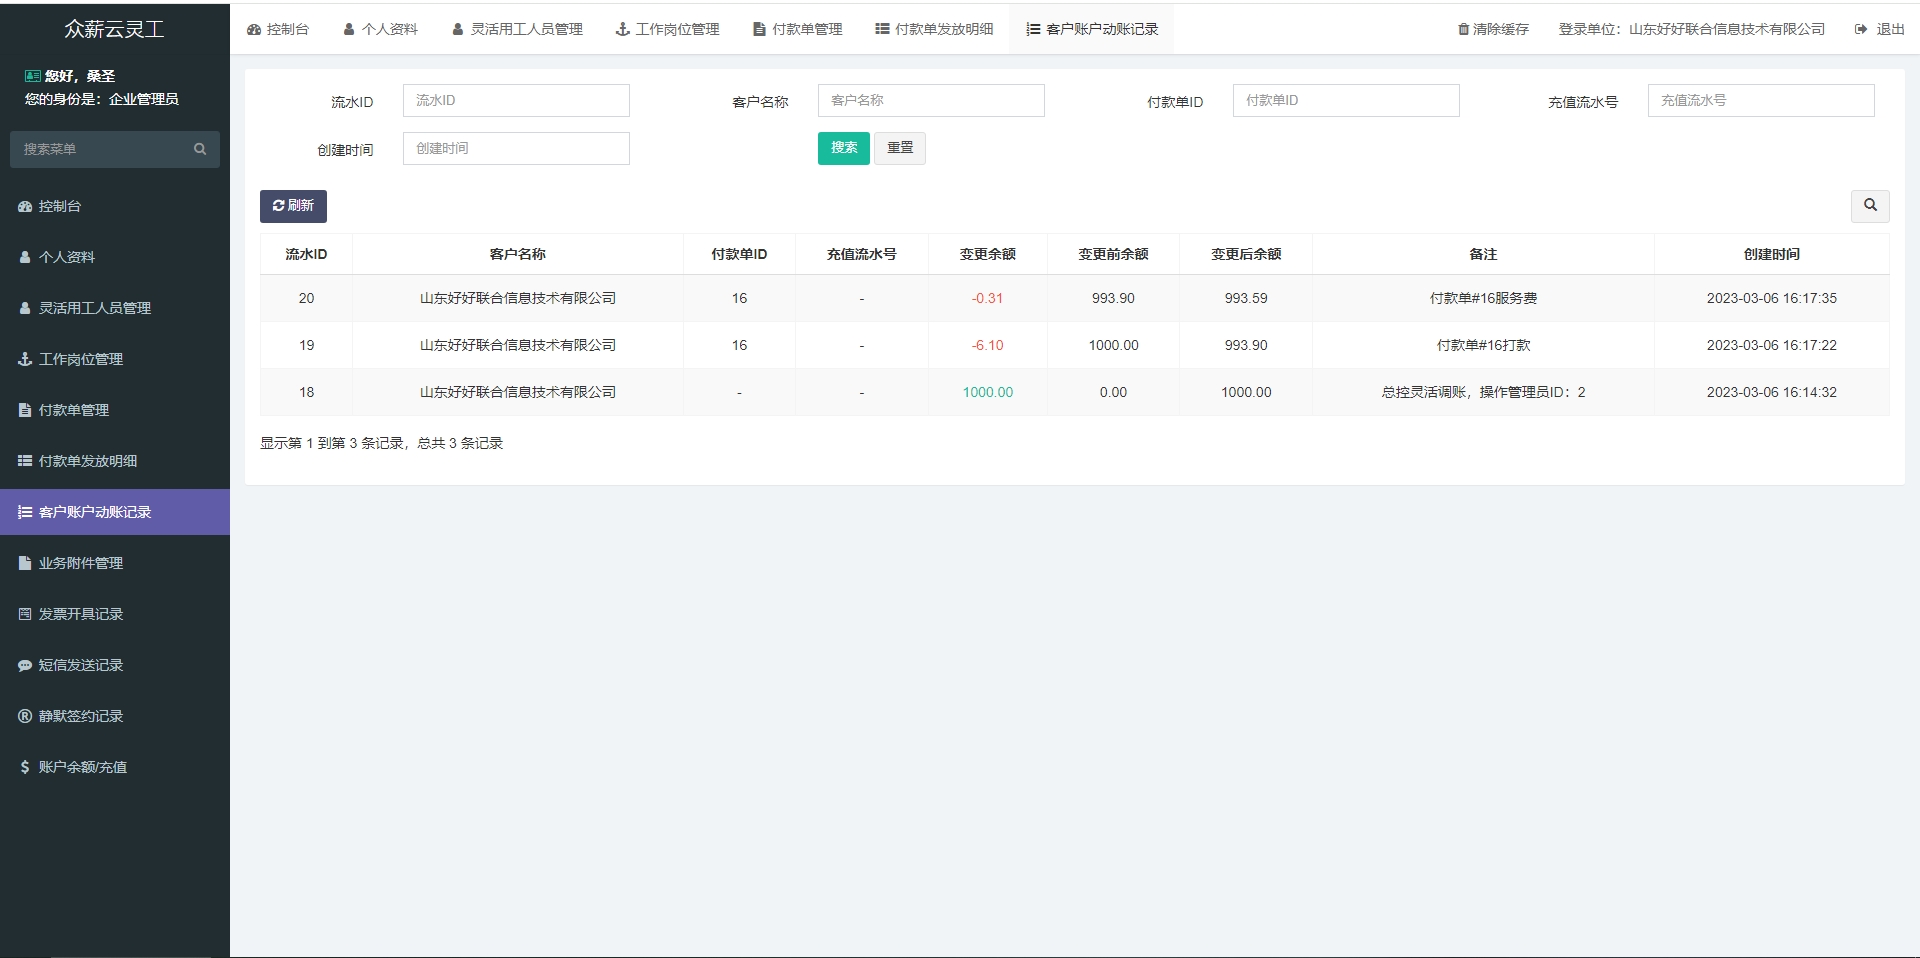 众薪云灵工
您好，桑圣
您的身份是：企业管理员
搜索菜单
控制台
个人资料
灵活用工人员管理
工作岗位管理
付款单管理
付款单发放明细
客户账户动账记录
业务附件管理
发票开具记录
短信发送记录
静默签约记录
账户余额/充值
控制台 个人资料 灵活用工人员管理 工作岗位管理 付款单管理 付款单发放明细 客户账户动账记录 清除缓存 登录单位：山东好好联合信息技术有限公司 退出
流水ID 流水ID 客户名称 客户名称 付款单ID 付款单ID 充值流水号 充值流水号
创建时间 创建时间 搜索 重置
刷新
流水ID 客户名称 付款单ID 充值流水号 变更余额 变更前余额 变更后余额 备注 创建时间
20 山东好好联合信息技术有限公司 16 - -0.31 993.90 993.59 付款单#16服务费 2023-03-06 16:17:35
19 山东好好联合信息技术有限公司 16 - -6.10 1000.00 993.90 付款单#16打款 2023-03-06 16:17:22
18 山东好好联合信息技术有限公司 - - 1000.00 0.00 1000.00 总控灵活调账，操作管理员ID：2 2023-03-06 16:14:32
显示第 1 到第 3 条记录，总共 3 条记录